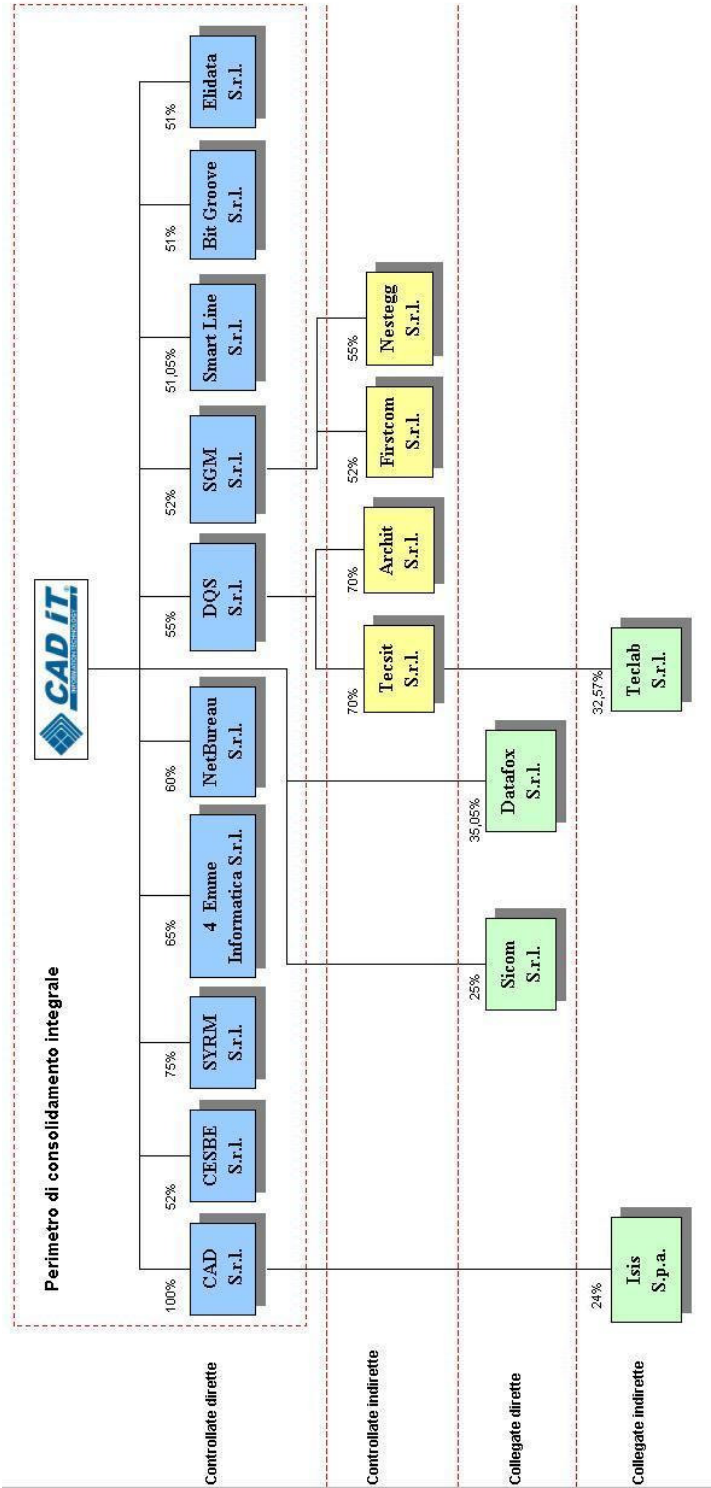 CAD iT
INFORMATION TECHNOLOGY
Perimetro di consolidamento integrale
Controllate dirette
100%
CAD
S.r.l.
52%
CESBE
S.r.l.
75%
SYRM
S.r.l.
65%
4 Emme
Informatica S.r.l.
60%
NetBureau
S.r.l.
55%
DQS
S.r.l.
52%
SGM
S.r.l.
51,05%
Smart Line
S.r.l.
51%
Bit Groove
S.r.l.
51%
Elidata
S.r.l.
Controllate indirette
70%
Tecsit
S.r.l.
70%
Archit
S.r.l.
52%
Firstcom
S.r.l.
55%
Nestegg
S.r.l.
Collegate dirette
25%
Sicom
S.r.l.
35,05%
Datafox
S.r.l.
Collegate indirette
24%
Isis
S.p.a.
32,57%
Teclab
S.r.l.